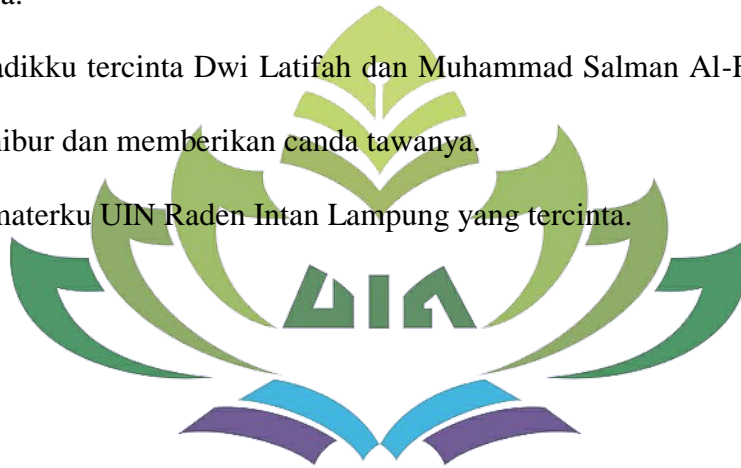 a.
adikku tercinta Dwi Latifah dan Muhammad Salman Al-F
hibur dan memberikan canda tawanya.
materku UIN Raden Intan Lampung yang tercinta.
UIN